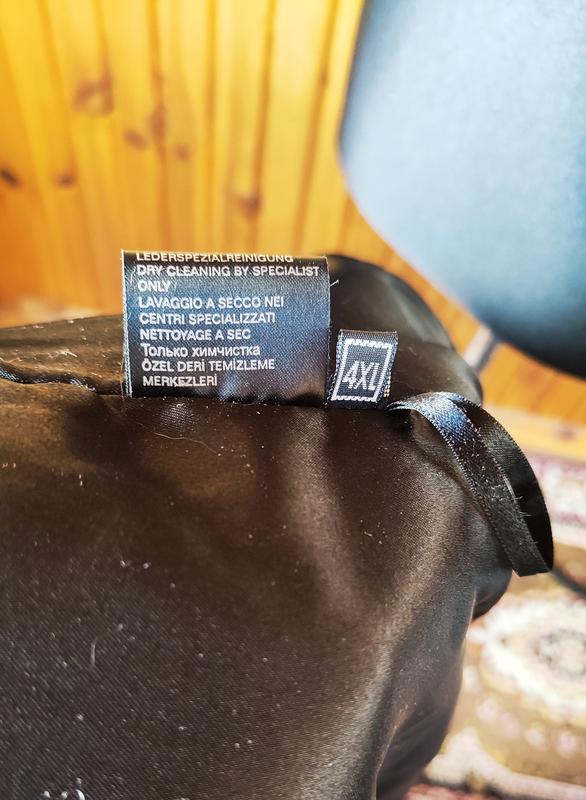 LEDERSPEZIALREINIGUNG
DRY CLEANING BY SPECIALIST
ONLY
LAVAGGIO A SECCO NEI
CENTRI SPECIALIZZATI
NETTOYAGE A SEC
Только химчистка
ÖZEL DERİ TEMİZLEME
MERKEZLERİ
4XL